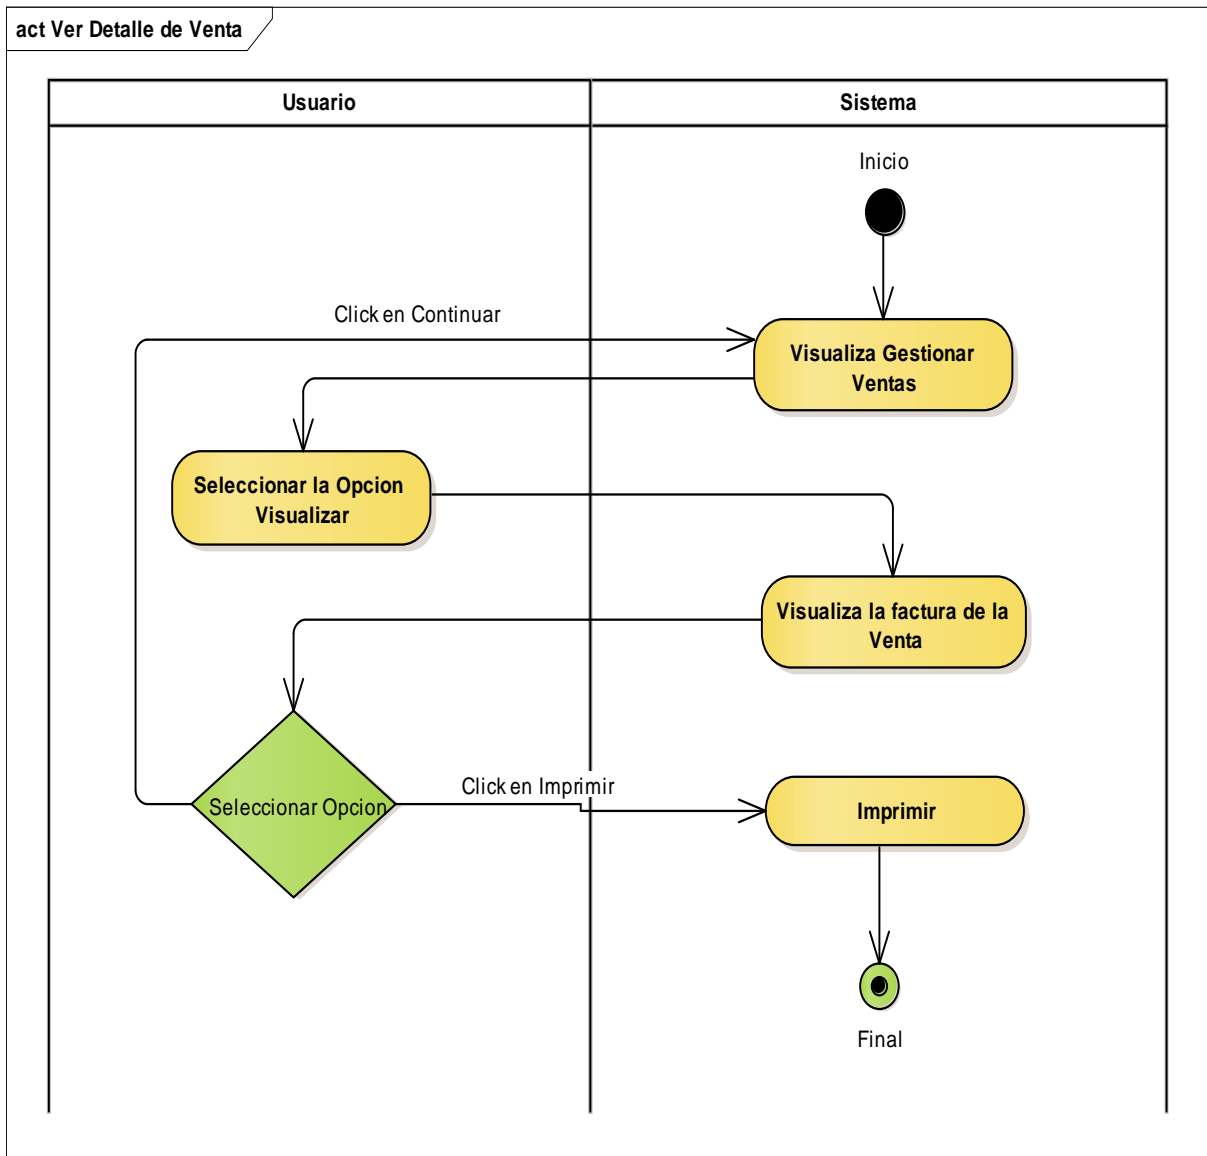 act Ver Detalle de Venta
Usuario
Sistema
Inicio
Click en Continuar
Visualiza Gestionar
Ventas
Seleccionar la Opcion
Visualizar
Visualiza la factura de la
Venta
Click en Imprimir
Seleccionar Opcion
Imprimir
Final